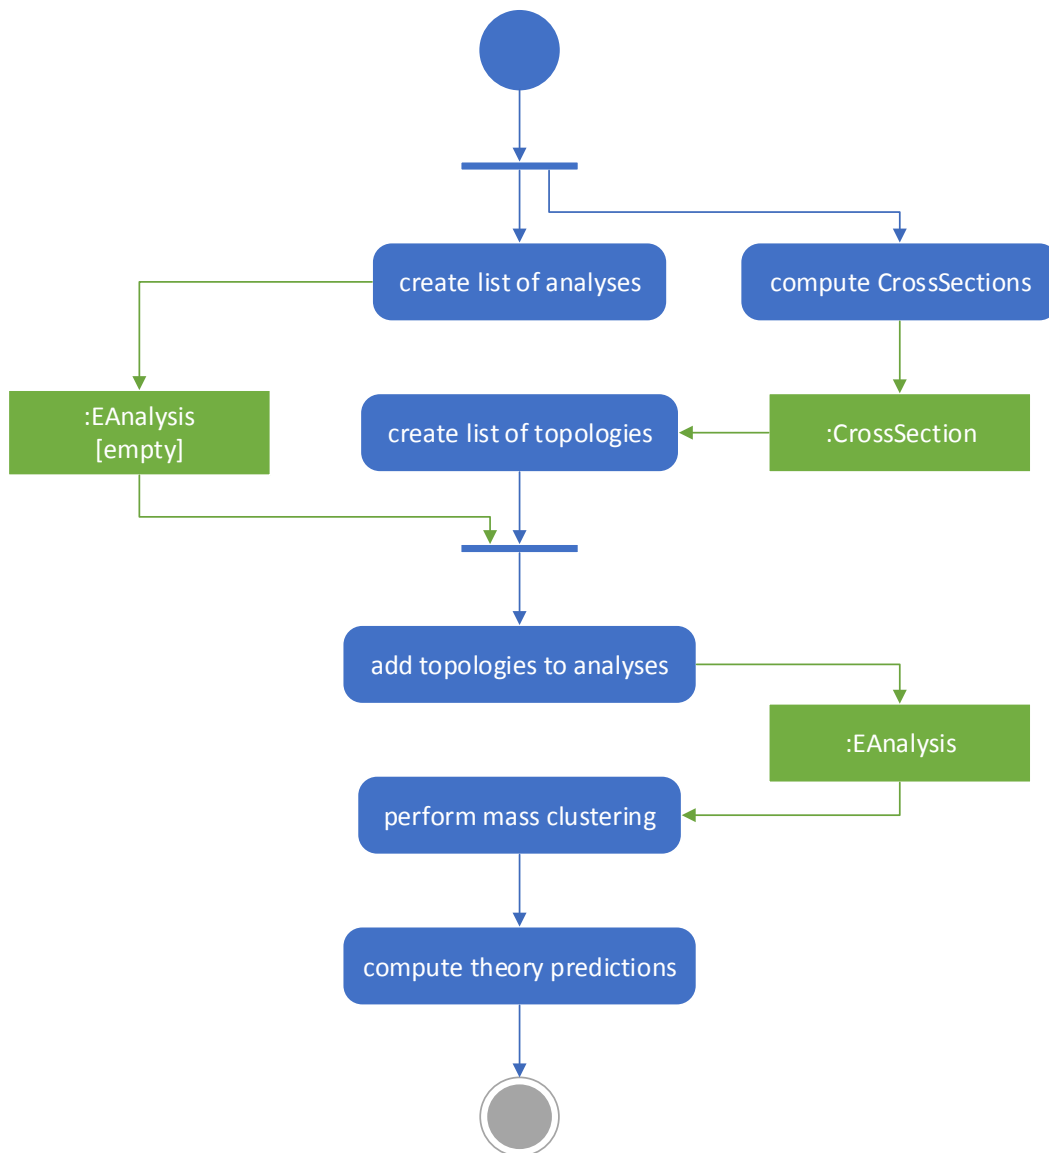 create list of analyses
compute CrossSections
:EAnalysis
[empty]
create list of topologies
:CrossSection
add topologies to analyses
:EAnalysis
perform mass clustering
compute theory predictions